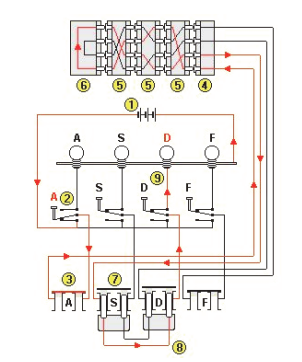 6 5 5 5 4
1
A S D F
9
A 2 S D F
3 7
A S D F
8